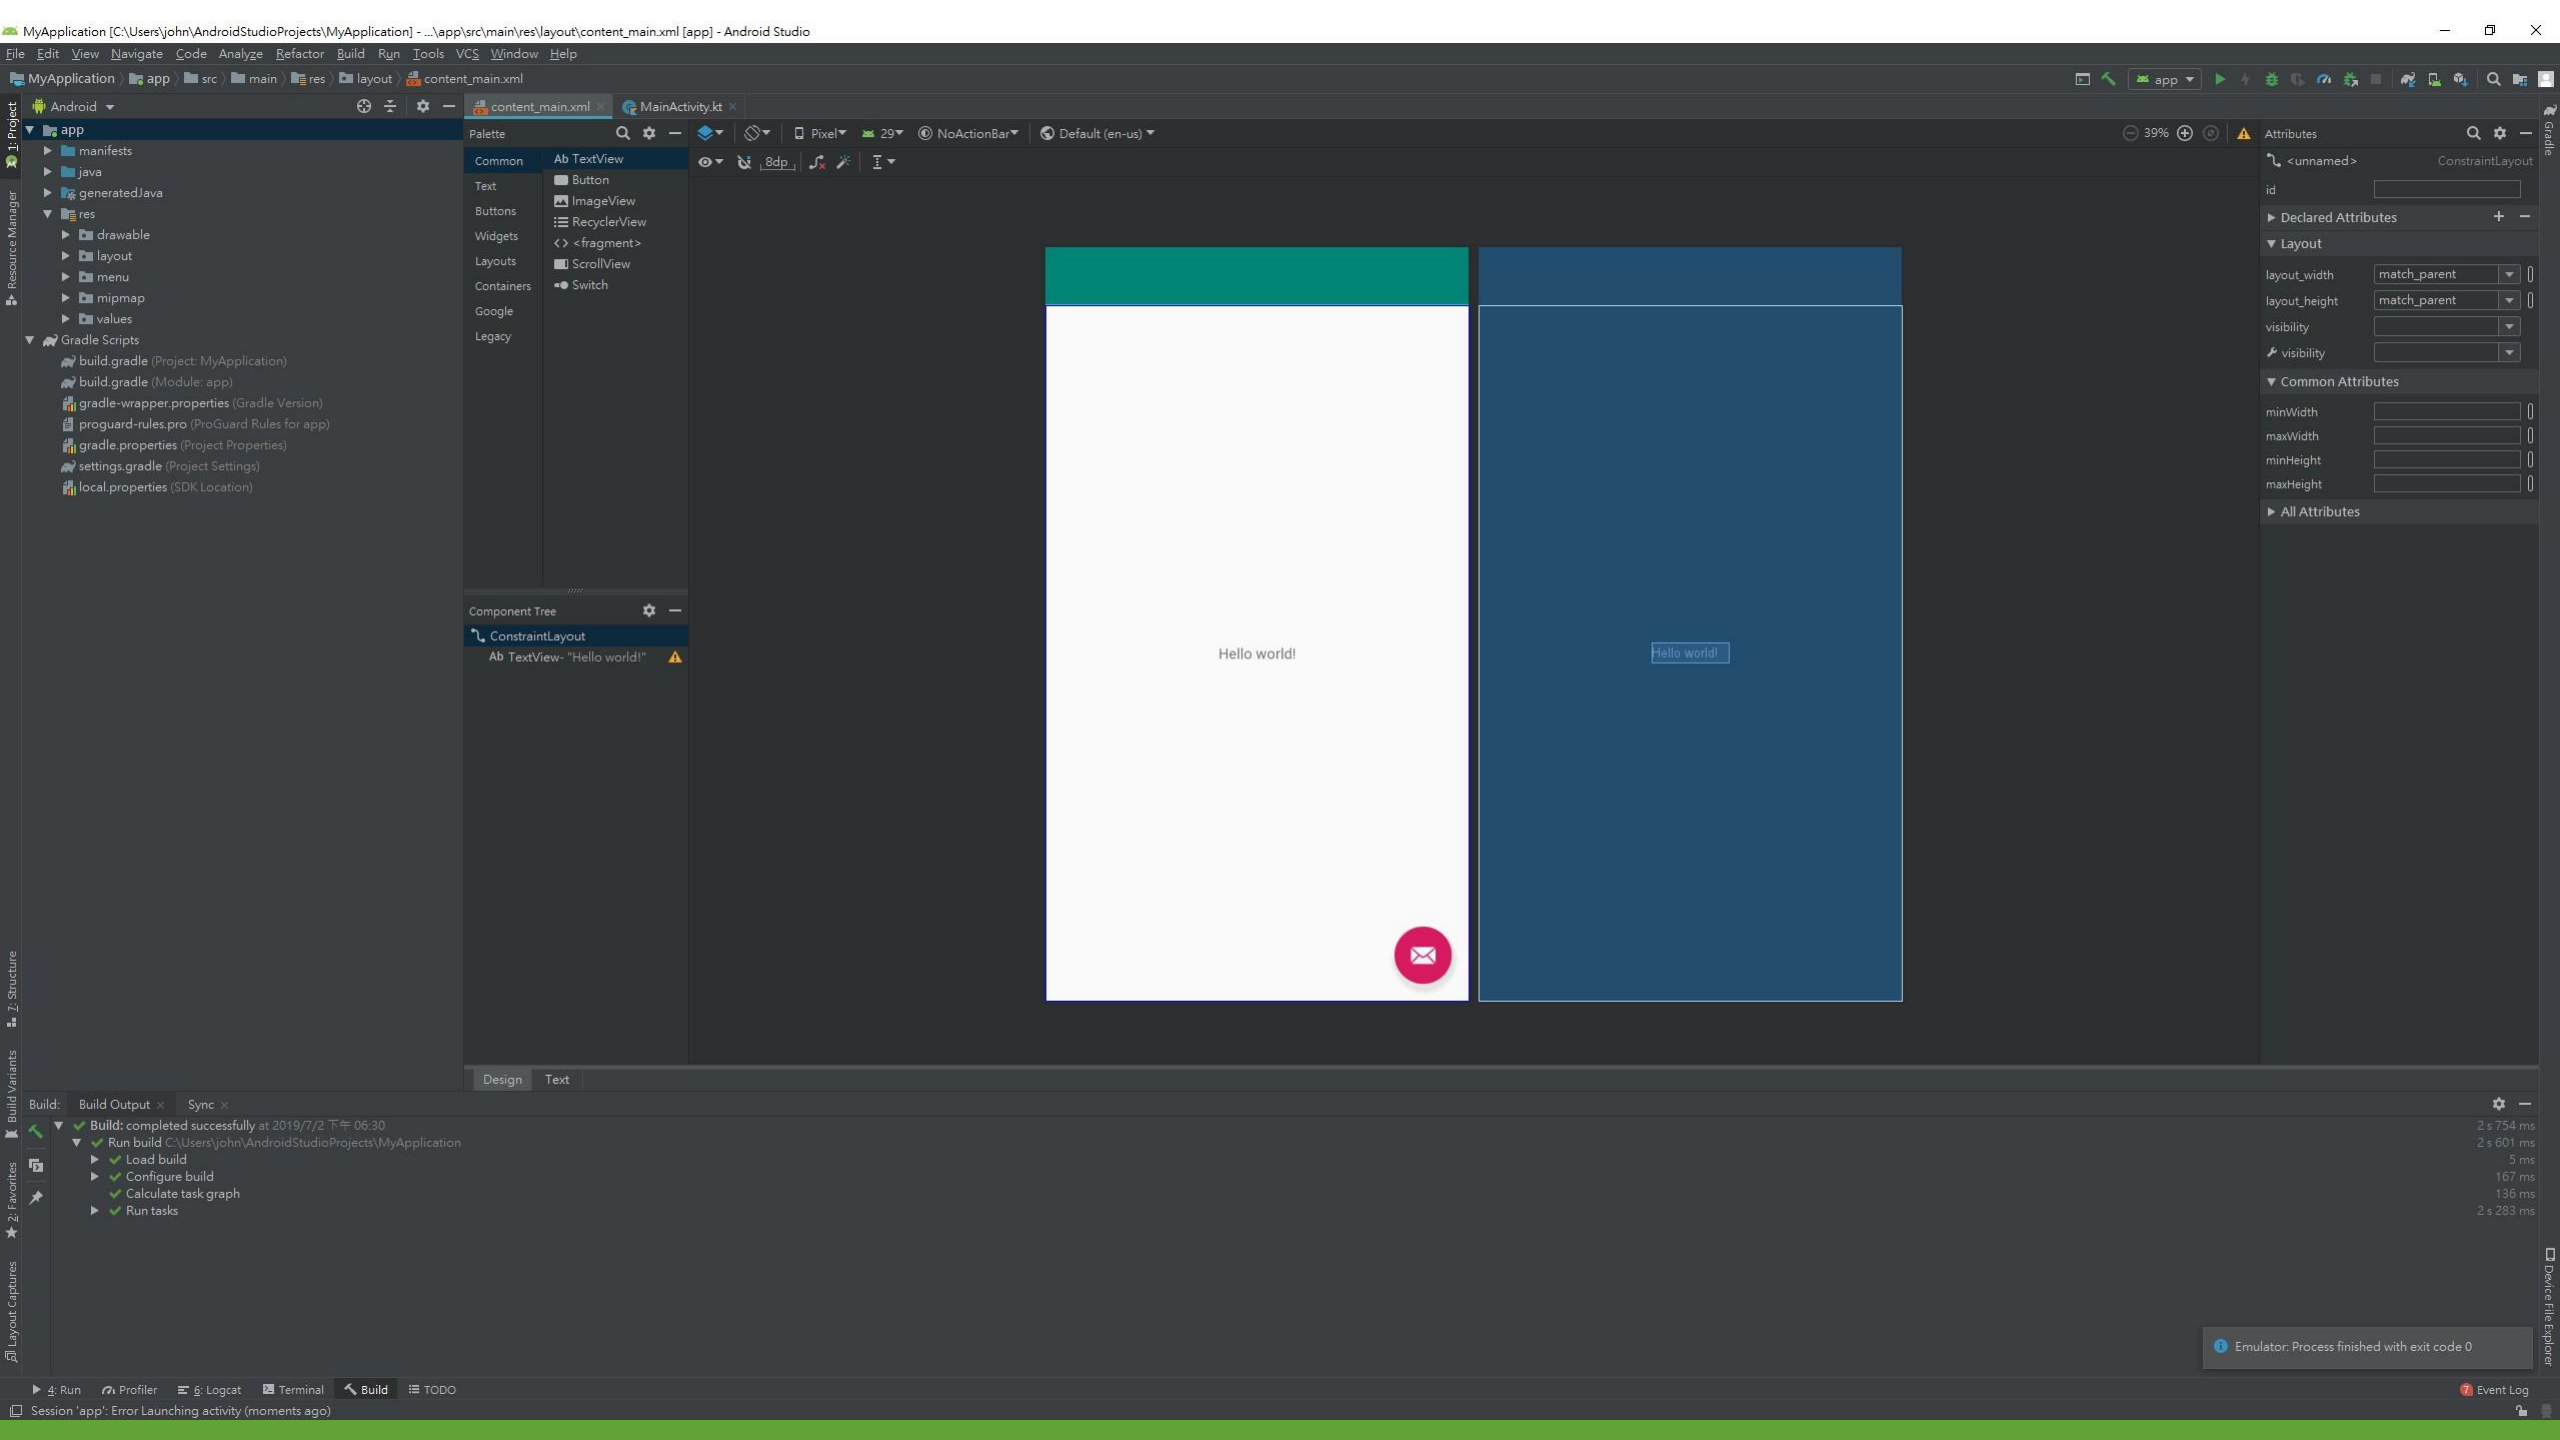 MyApplication [C:\Users\john\AndroidStudioProjects\MyApplication] - ...\app\src\main\res\layout\content_main.xml [app] - Android Studio
File Edit View Navigate Code Analyze Refactor Build Run Tools VCS Window Help
MyApplication app src main res layout content_main.xml
app
1: Project
Resource Manager
7: Structure
Build Variants
2: Favorites
Layout Captures
Android
app
manifests
java
generatedJava
res
drawable
layout
menu
mipmap
values
Gradle Scripts
build.gradle (Project: MyApplication)
build.gradle (Module: app)
gradle-wrapper.properties (Gradle Version)
proguard-rules.pro (ProGuard Rules for app)
gradle.properties (Project Properties)
settings.gradle (Project Settings)
local.properties (SDK Location)
content_main.xml MainActivity.kt
Palette
Common
Text
Buttons
Widgets
Layouts
Containers
Google
Legacy
Ab TextView
Button
ImageView
RecyclerView
<fragment>
ScrollView
Switch
Component Tree
ConstraintLayout
Ab TextView- "Hello world!"
Pixel 29 NoActionBar Default (en-us)
39%
8dp
Hello world!
Hello world!
Design Text
Attributes
<unnamed> ConstraintLayout
id
Declared Attributes
Layout
layout_width match_parent
layout_height match_parent
visibility
visibility
Common Attributes
minWidth
maxWidth
minHeight
maxHeight
All Attributes
Gradle
Device File Explorer
Build: Build Output Sync
Build: completed successfully at 2019/7/2 下午 06:30 2 s 754 ms
Run build C:\Users\john\AndroidStudioProjects\MyApplication 2 s 601 ms
Load build 5 ms
Configure build 167 ms
Calculate task graph 136 ms
Run tasks 2 s 283 ms
Emulator: Process finished with exit code 0
4: Run Profiler 6: Logcat Terminal Build TODO
7 Event Log
Session 'app': Error Launching activity (moments ago)